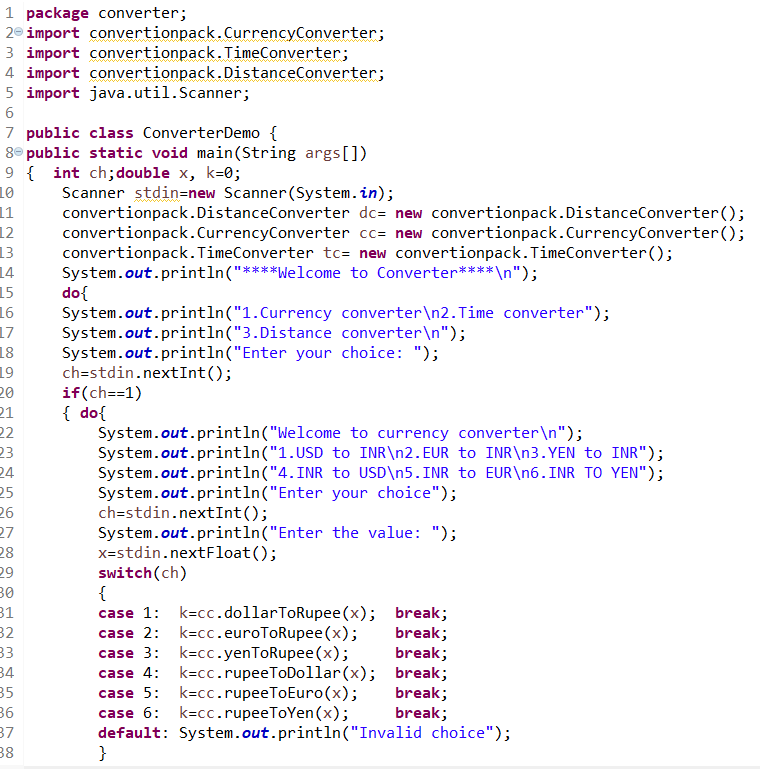 1 package converter;
2 import convertionpack.CurrencyConverter;
3 import convertionpack.TimeConverter;
4 import convertionpack.DistanceConverter;
5 import java.util.Scanner;
6
7 public class ConverterDemo {
8 public static void main(String args[])
9 {  int ch;double x, k=0;
10     Scanner stdin=new Scanner(System.in);
11     convertionpack.DistanceConverter dc= new convertionpack.DistanceConverter();
12     convertionpack.CurrencyConverter cc= new convertionpack.CurrencyConverter();
13     convertionpack.TimeConverter tc= new convertionpack.TimeConverter();
14     System.out.println("****Welcome to Converter****\n");
15     do{
16     System.out.println("1.Currency converter\n2.Time converter");
17     System.out.println("3.Distance converter\n");
18     System.out.println("Enter your choice: ");
19     ch=stdin.nextInt();
20     if(ch==1)
21     { do{
22         System.out.println("Welcome to currency converter\n");
23         System.out.println("1.USD to INR\n2.EUR to INR\n3.YEN to INR");
24         System.out.println("4.INR to USD\n5.INR to EUR\n6.INR TO YEN");
25         System.out.println("Enter your choice");
26         ch=stdin.nextInt();
27         System.out.println("Enter the value: ");
28         x=stdin.nextFloat();
29         switch(ch)
30         {
31         case 1:  k=cc.dollarToRupee(x);  break;
32         case 2:  k=cc.euroToRupee(x);    break;
33         case 3:  k=cc.yenToRupee(x);     break;
34         case 4:  k=cc.rupeeToDollar(x);  break;
35         case 5:  k=cc.rupeeToEuro(x);    break;
36         case 6:  k=cc.rupeeToYen(x);     break;
37         default: System.out.println("Invalid choice");
38         }